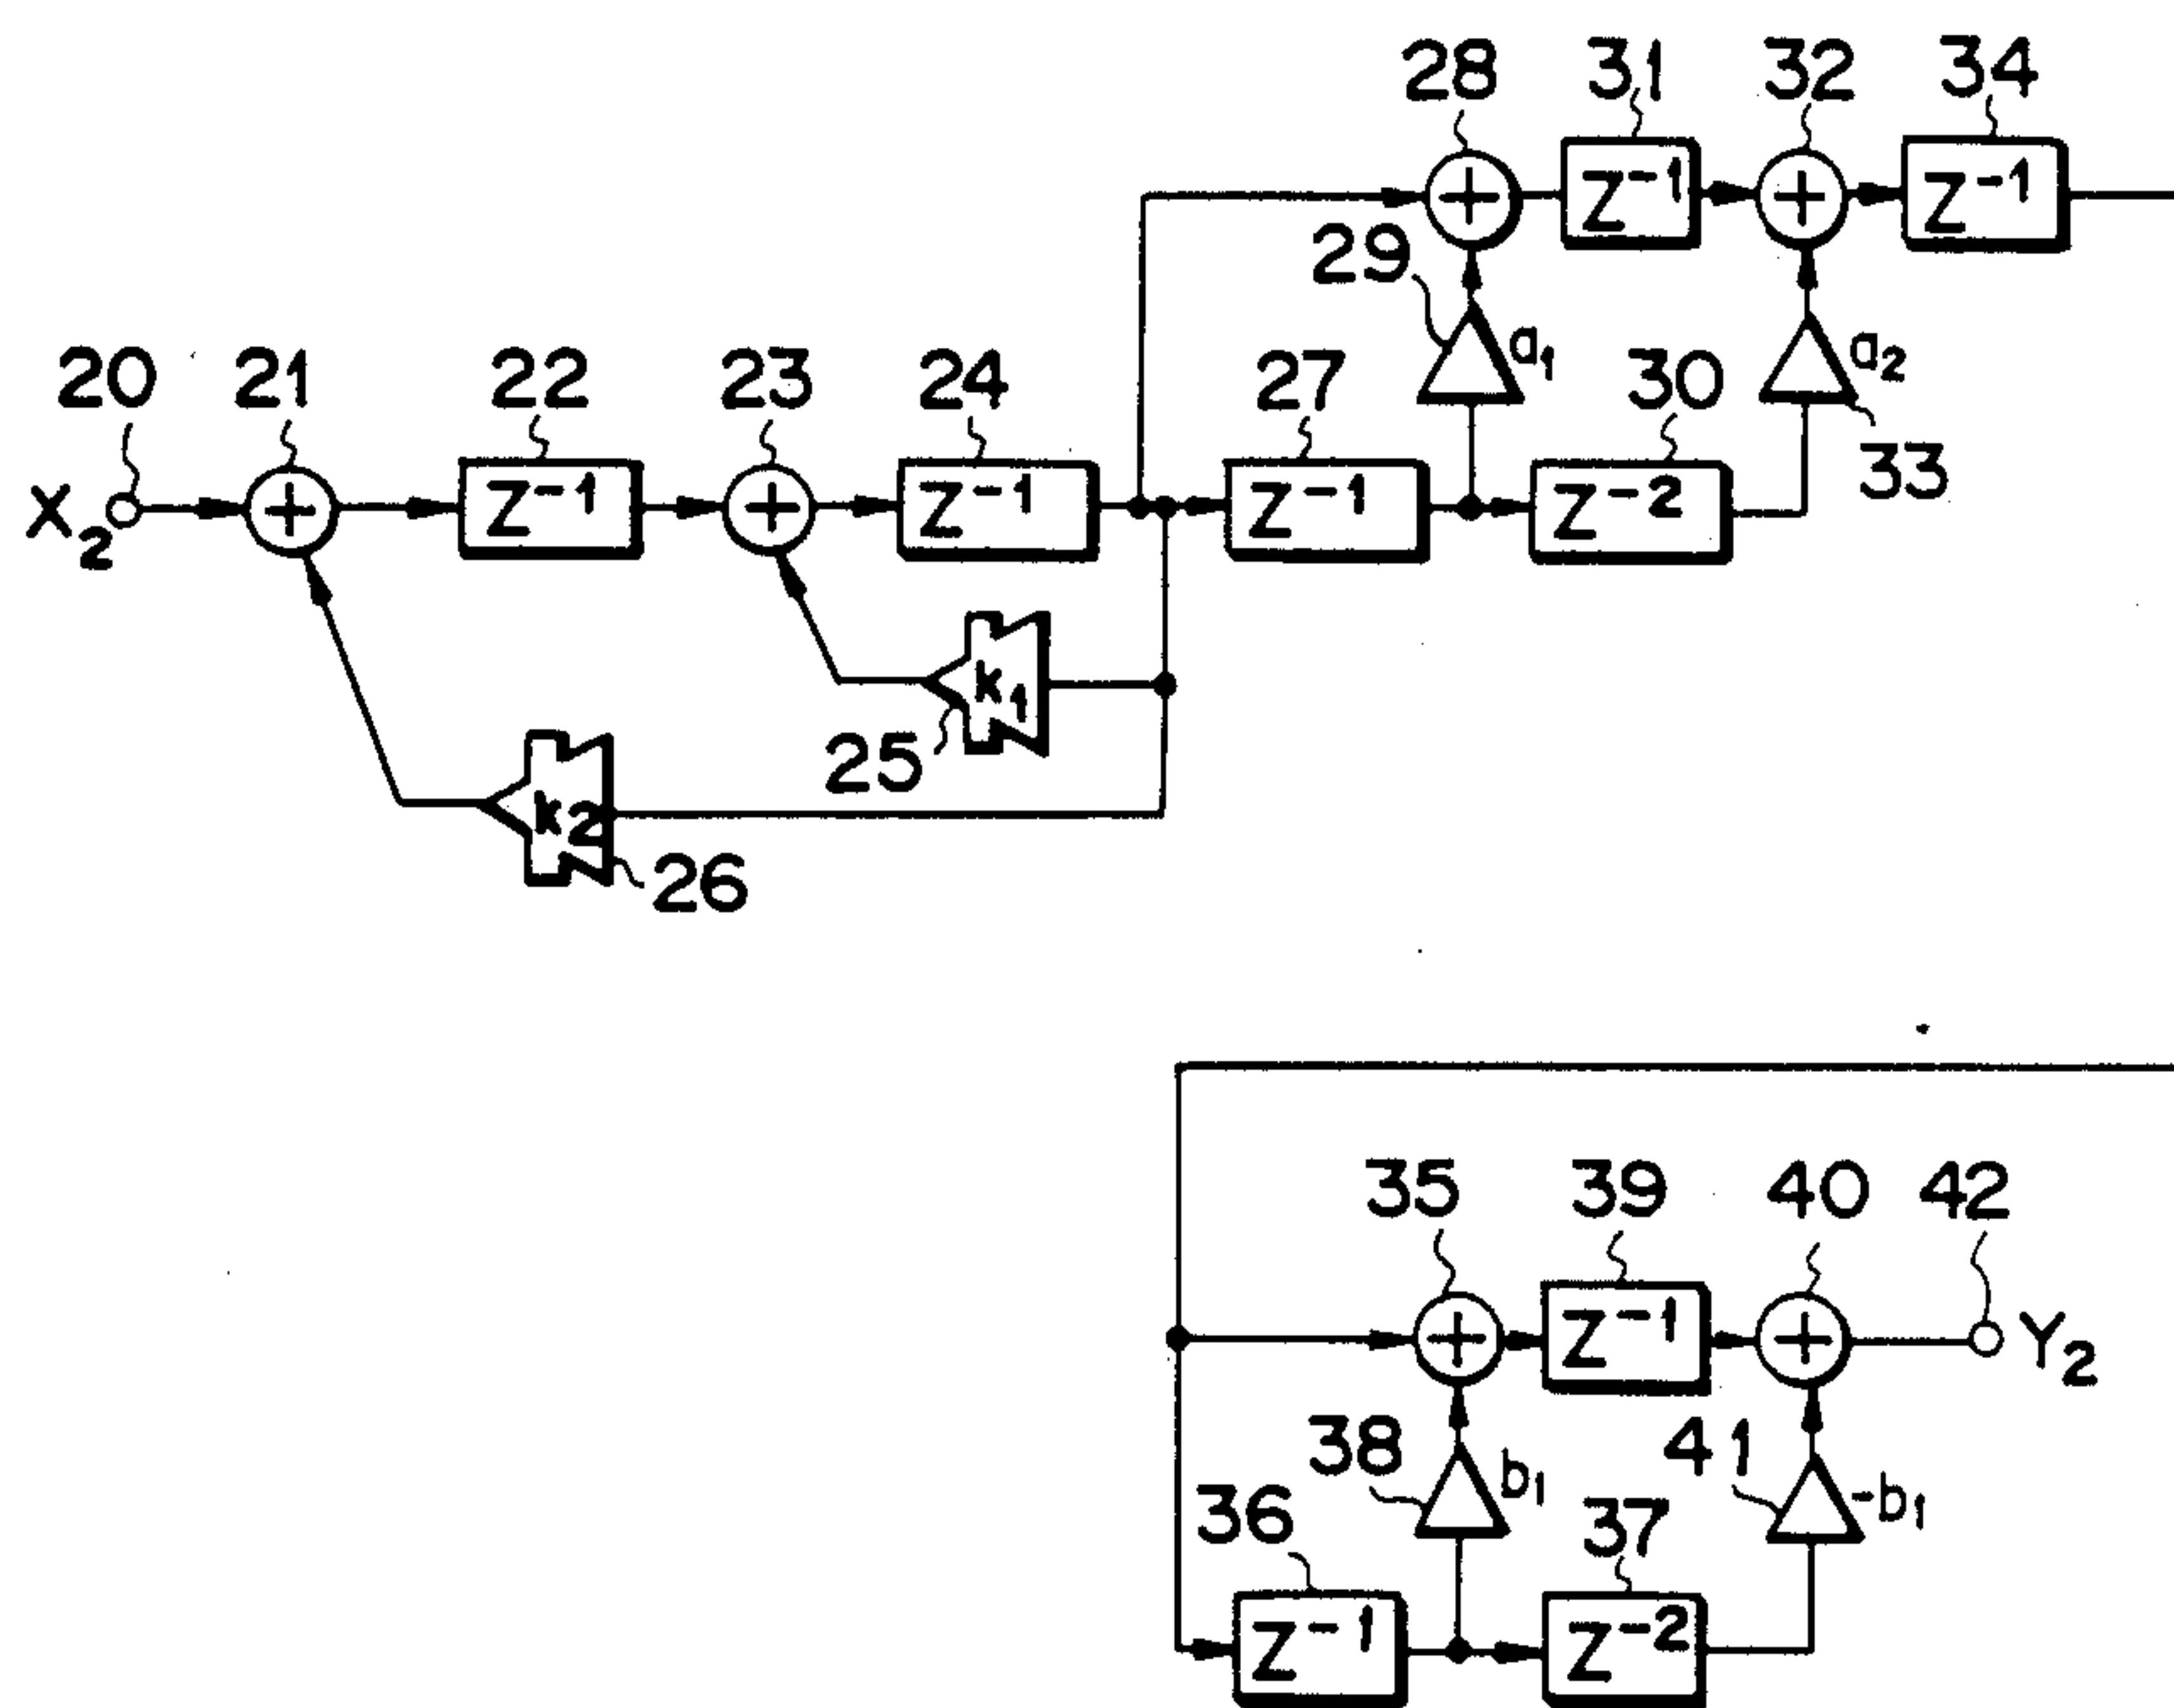 28 31 32 34
Z⁻¹ Z⁻¹
29
a₁ a₂
20 21 22 23 24 27 30
33
X₂ Z⁻¹ Z⁻¹ Z⁻¹ Z⁻²
k₁
25
k₂
26
35 39 40 42
Z⁻¹ Y₂
38 b₁ 41 -b₁
36 37
Z⁻¹ Z⁻²